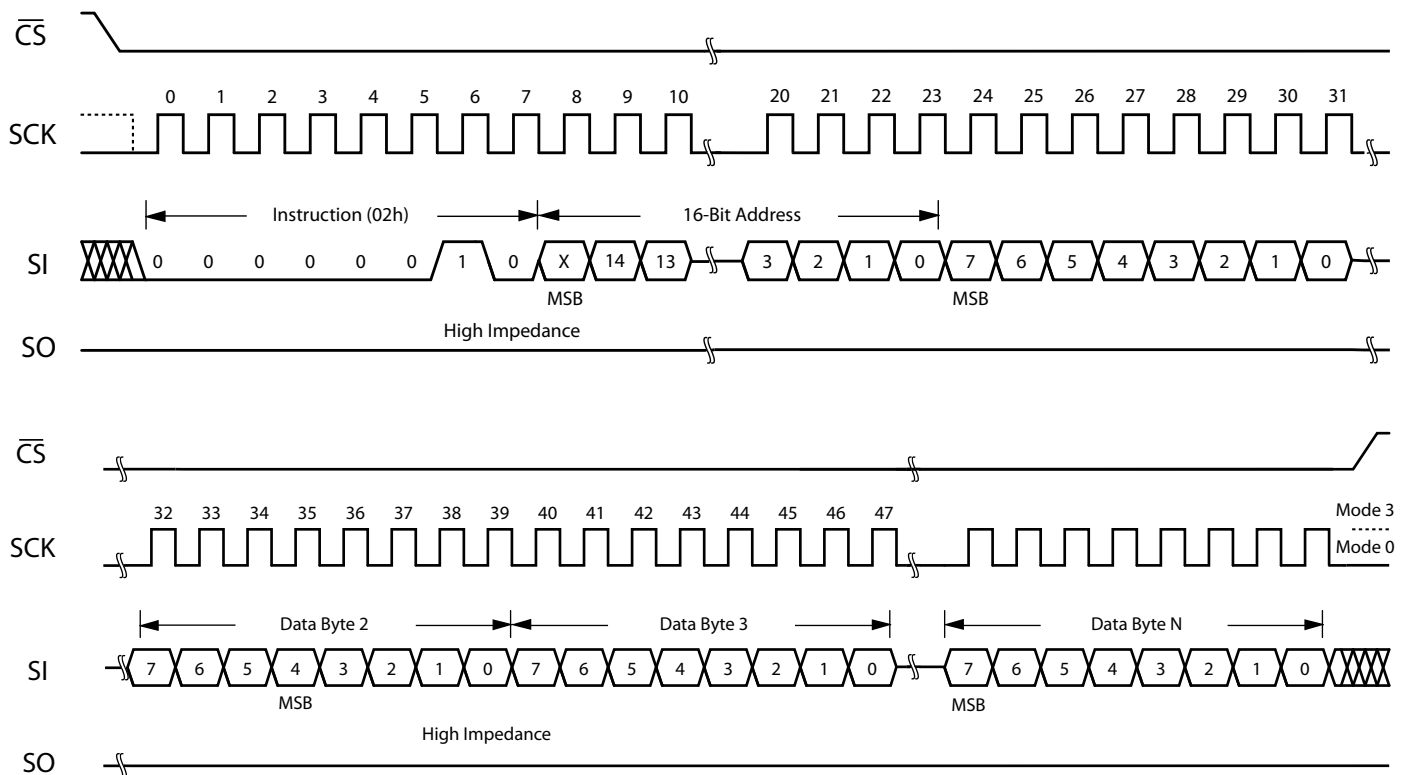 CS
0 1 2 3 4 5 6 7 8 9 10 20 21 22 23 24 25 26 27 28 29 30 31
SCK
Instruction (02h) 16-Bit Address
SI 0 0 0 0 0 0 1 0 X 14 13 3 2 1 0 7 6 5 4 3 2 1 0
MSB MSB
High Impedance
SO
CS
32 33 34 35 36 37 38 39 40 41 42 43 44 45 46 47 Mode 3
SCK Mode 0
Data Byte 2 Data Byte 3 Data Byte N
SI 7 6 5 4 3 2 1 0 7 6 5 4 3 2 1 0 7 6 5 4 3 2 1 0
MSB MSB
High Impedance
SO